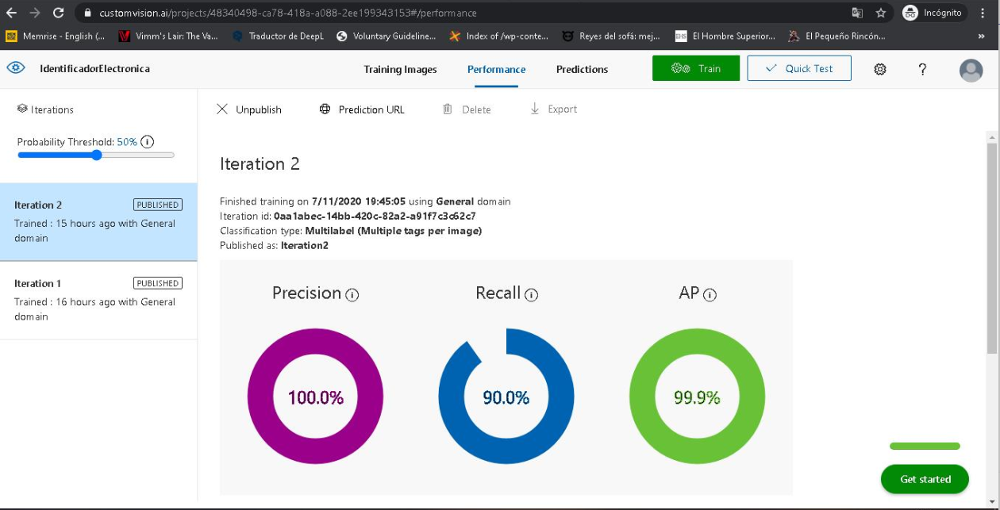 customvision.ai/projects/48340498-ca78-418a-a088-2ee199343153#/performance
Incógnito
Memrise - English (...
Vimm's Lair: The Va...
Traductor de DeepL
Voluntary Guideline...
Index of /wp-conte...
Reyes del sofá: mej...
EHS
El Hombre Superior...
El Pequeño Rincón...
»
IdentificadorElectronica
Training Images
Performance
Predictions
Train
Quick Test
?
Iterations
Unpublish
Prediction URL
Delete
Export
Probability Threshold: 50% i
Iteration 2
PUBLISHED
Trained : 15 hours ago with General
domain
Iteration 1
PUBLISHED
Trained : 16 hours ago with General
domain
Iteration 2
Finished training on 7/11/2020 19:45:05 using General domain
Iteration id: 0aa1abec-14bb-420c-82a2-a91f7c3c62c7
Classification type: Multilabel (Multiple tags per image)
Published as: Iteration2
Precision i
Recall i
AP i
100.0%
90.0%
99.9%
Get started